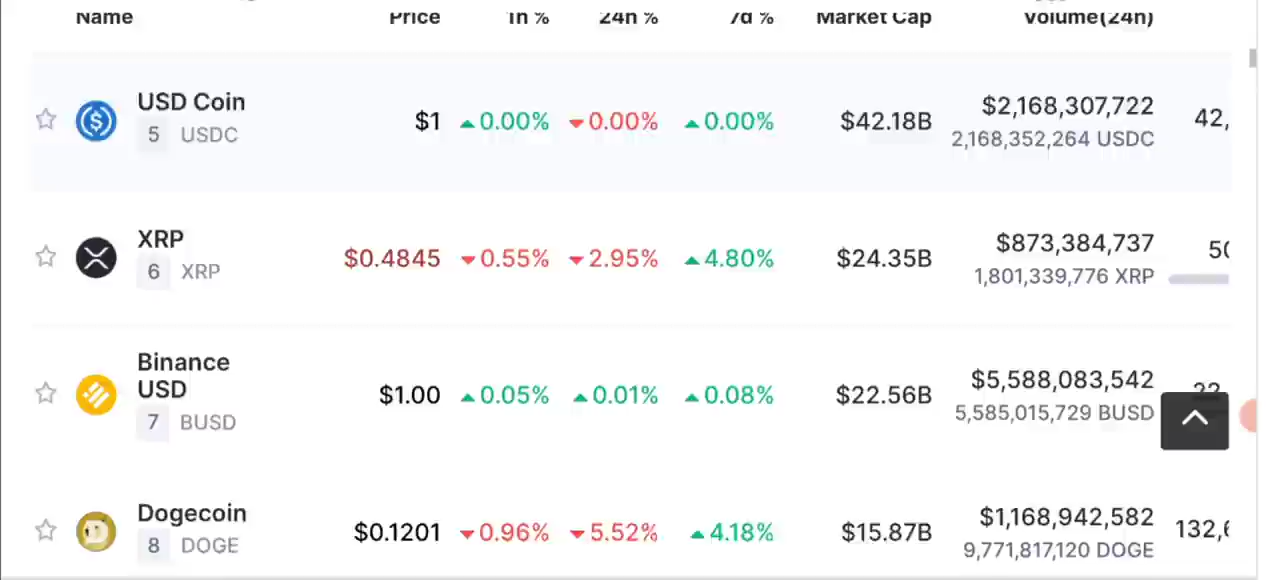 Name Price 1h % 24h % 7d % Market Cap Volume(24h)
USD Coin
5 USDC
$1 0.00% 0.00% 0.00% $42.18B $2,168,307,722
2,168,352,264 USDC
42,
XRP
6 XRP
$0.4845 0.55% 2.95% 4.80% $24.35B $873,384,737
1,801,339,776 XRP
50
Binance
USD
7 BUSD
$1.00 0.05% 0.01% 0.08% $22.56B $5,588,083,542
5,585,015,729 BUSD
Dogecoin
8 DOGE
$0.1201 0.96% 5.52% 4.18% $15.87B $1,168,942,582
9,771,817,120 DOGE
132,6